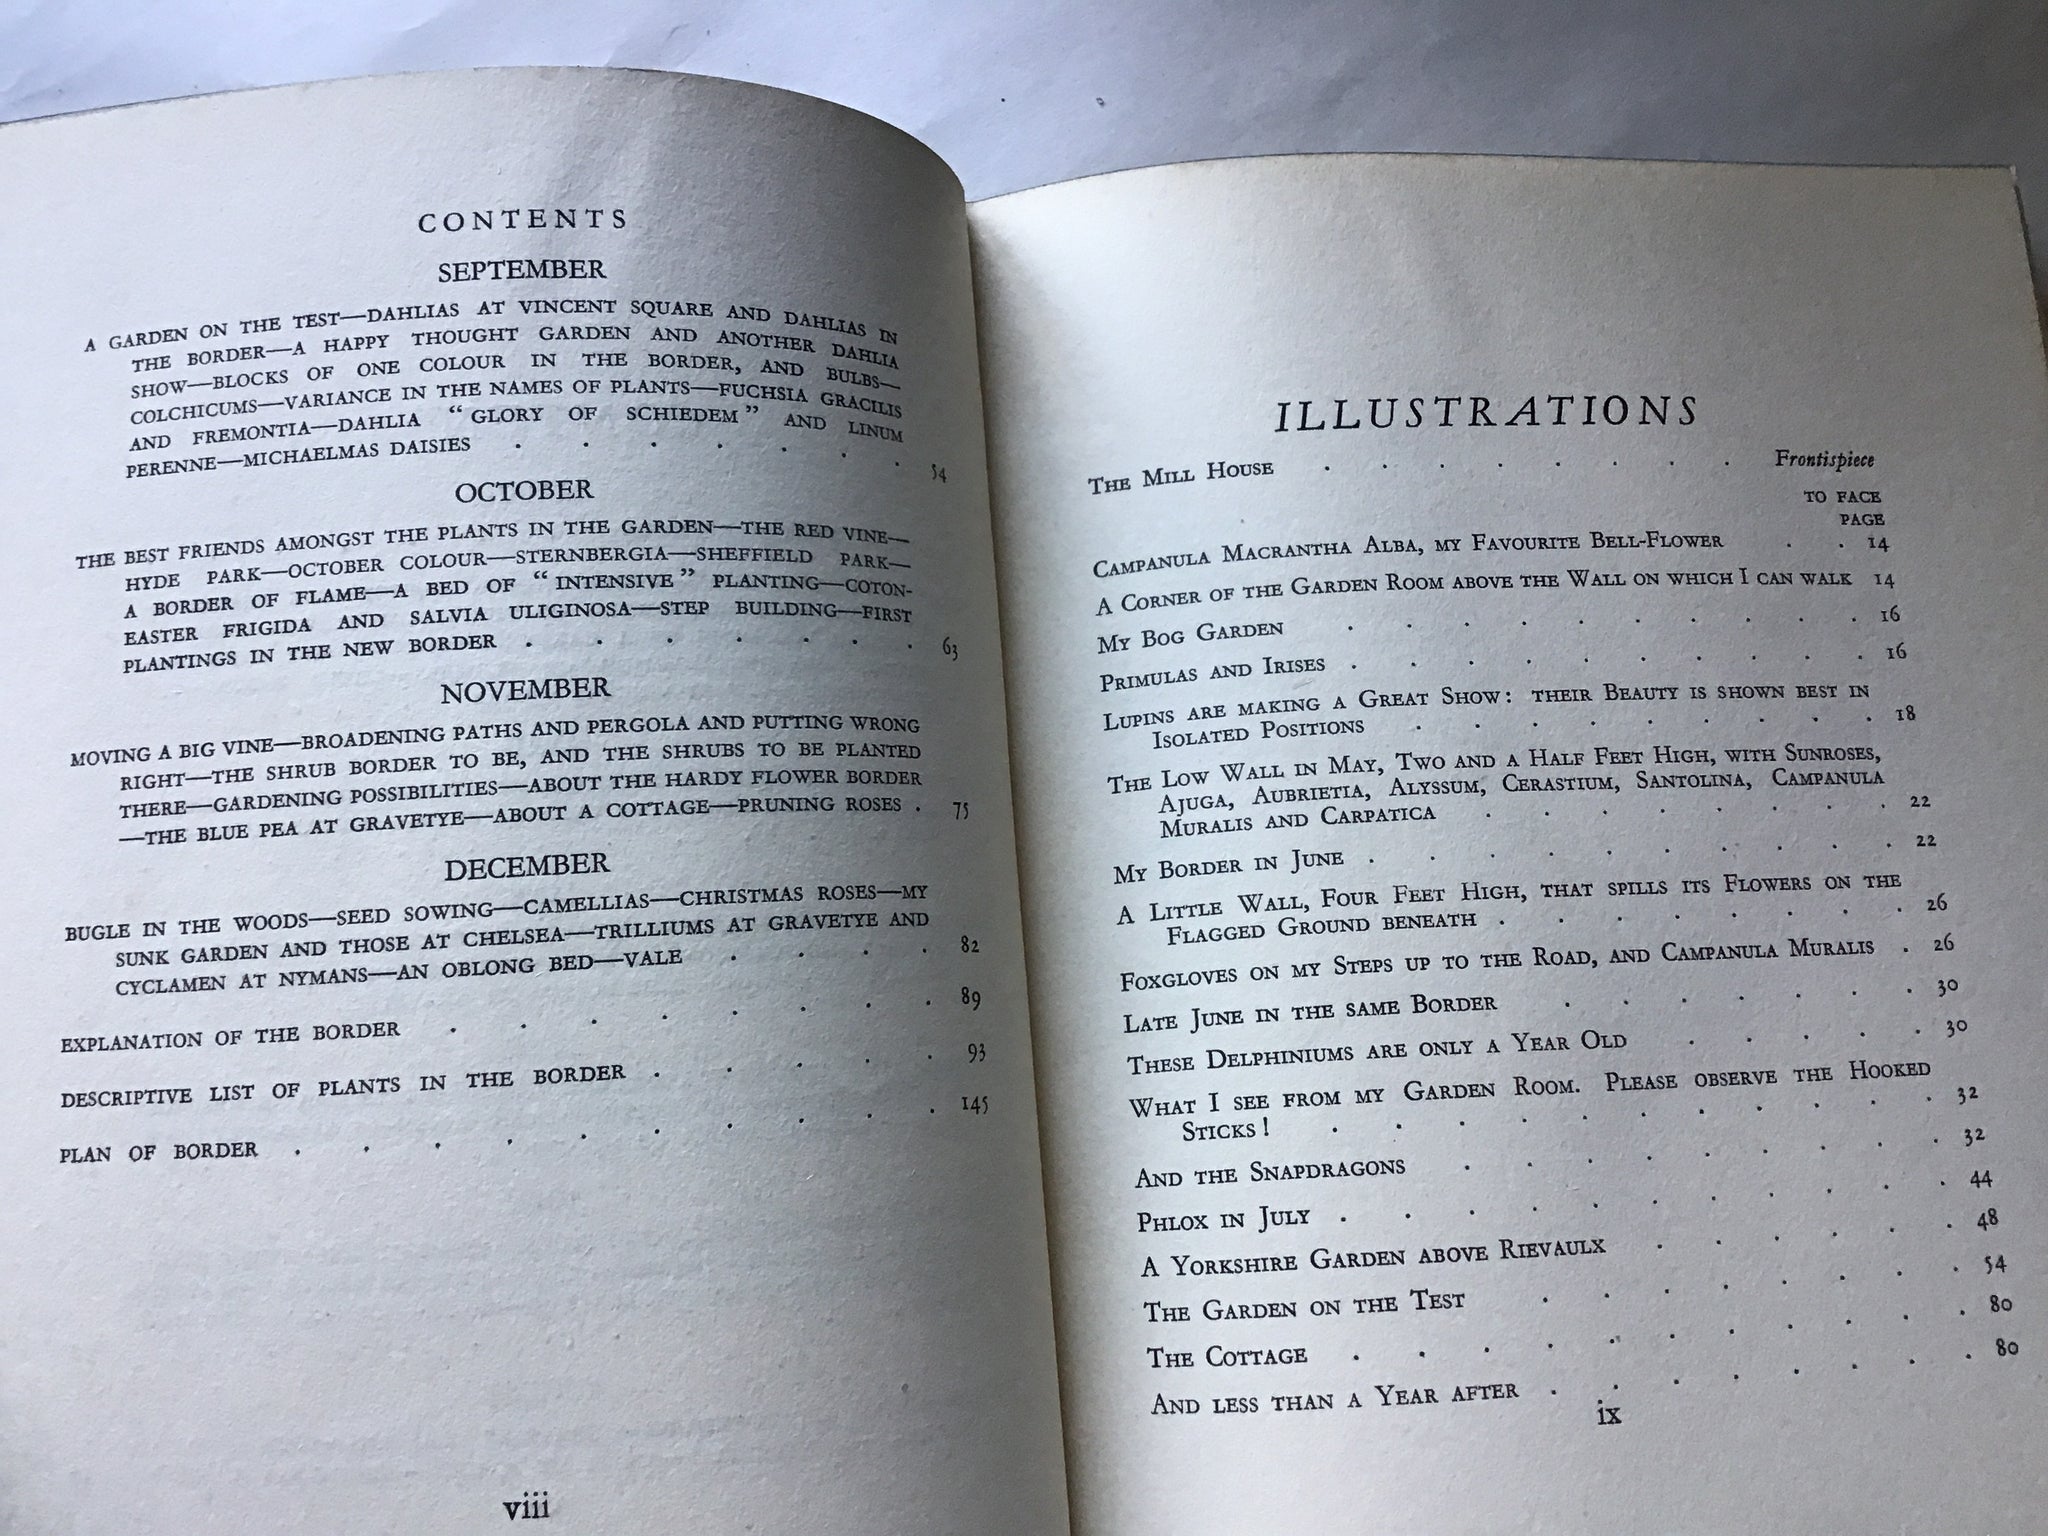 CONTENTS
SEPTEMBER
A GARDEN ON THE TEST—DAHLIAS AT VINCENT SQUARE AND DAHLIAS IN
THE BORDER—A HAPPY THOUGHT GARDEN AND ANOTHER DAHLIA
SHOW—BLOCKS OF ONE COLOUR IN THE BORDER, AND BULBS—
COLCHICUMS—VARIANCE IN THE NAMES OF PLANTS—FUCHSIA GRACILIS
AND FREMONTIA—DAHLIA “GLORY OF SCHIEDEM” AND LINUM
PERENNE—MICHAELMAS DAISIES . . . . . . . 54
OCTOBER
THE BEST FRIENDS AMONGST THE PLANTS IN THE GARDEN—THE RED VINE—
HYDE PARK—OCTOBER COLOUR—STERNBERGIA—SHEFFIELD PARK—
A BORDER OF FLAME—A BED OF “INTENSIVE” PLANTING—COTON-
EASTER FRIGIDA AND SALVIA ULIGINOSA—STEP BUILDING—FIRST
PLANTINGS IN THE NEW BORDER . . . . . . 63
NOVEMBER
MOVING A BIG VINE—BROADENING PATHS AND PERGOLA AND PUTTING WRONG
RIGHT—THE SHRUB BORDER TO BE, AND THE SHRUBS TO BE PLANTED
THERE—GARDENING POSSIBILITIES—ABOUT THE HARDY FLOWER BORDER
—THE BLUE PEA AT GRAVETYE—ABOUT A COTTAGE—PRUNING ROSES . 75
DECEMBER
BUGLE IN THE WOODS—SEED SOWING—CAMELLIAS—CHRISTMAS ROSES—MY
SUNK GARDEN AND THOSE AT CHELSEA—TRILLIUMS AT GRAVETYE AND
CYCLAMEN AT NYMANS—AN OBLONG BED—VALE . . . . 82
EXPLANATION OF THE BORDER . . . . . . . . 89
DESCRIPTIVE LIST OF PLANTS IN THE BORDER . . . . . 93
PLAN OF BORDER . . . . . . . . . . 145
viii
ILLUSTRATIONS
THE MILL HOUSE . . . . . . . Frontispiece
TO FACE
PAGE
CAMPANULA MACRANTHA ALBA, MY FAVOURITE BELL-FLOWER . . 14
A CORNER OF THE GARDEN ROOM ABOVE THE WALL ON WHICH I CAN WALK 14
MY BOG GARDEN . . . . . . . . . 16
PRIMULAS AND IRISES . . . . . . . . . 16
LUPINS ARE MAKING A GREAT SHOW: THEIR BEAUTY IS SHOWN BEST IN
ISOLATED POSITIONS . . . . . . . . 18
THE LOW WALL IN MAY, TWO AND A HALF FEET HIGH, WITH SUNROSES,
AJUGA, AUBRIETIA, ALYSSUM, CERASTIUM, SANTOLINA, CAMPANULA
MURALIS AND CARPATICA . . . . . . . 22
MY BORDER IN JUNE . . . . . . . . . . 22
A LITTLE WALL, FOUR FEET HIGH, THAT SPILLS ITS FLOWERS ON THE
FLAGGED GROUND BENEATH . . . . . . . . 26
FOXGLOVES ON MY STEPS UP TO THE ROAD, AND CAMPANULA MURALIS . 26
LATE JUNE IN THE SAME BORDER . . . . . . . 30
THESE DELPHINIUMS ARE ONLY A YEAR OLD . . . . . 30
WHAT I SEE FROM MY GARDEN ROOM. PLEASE OBSERVE THE HOOKED
STICKS! . . . . . . . . . . 32
AND THE SNAPDRAGONS . . . . . . . . . 32
PHLOX IN JULY . . . . . . . . . . . 44
A YORKSHIRE GARDEN ABOVE RIEVAULX . . . . . . 48
THE GARDEN ON THE TEST . . . . . . . . 54
THE COTTAGE . . . . . . . . . . . 80
AND LESS THAN A YEAR AFTER . . . . . . . . 80
ix